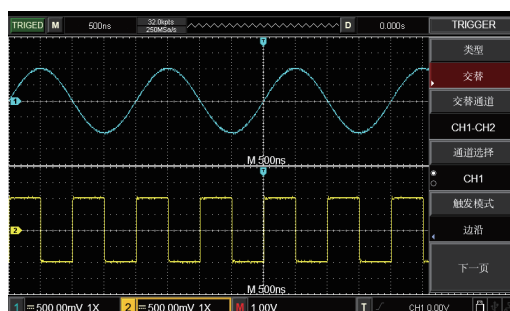 TRIGED M 500ns 32.0kpts 250MSa/s D 0.000s TRIGGER
类型
交替
交替通道
CH1-CH2
通道选择
CH1
触发模式
边沿
下一页
1
M 500ns
2
M 500ns
1 500.00mV 1X 2 500.00mV 1X M 1.00V T CH1 0.00V